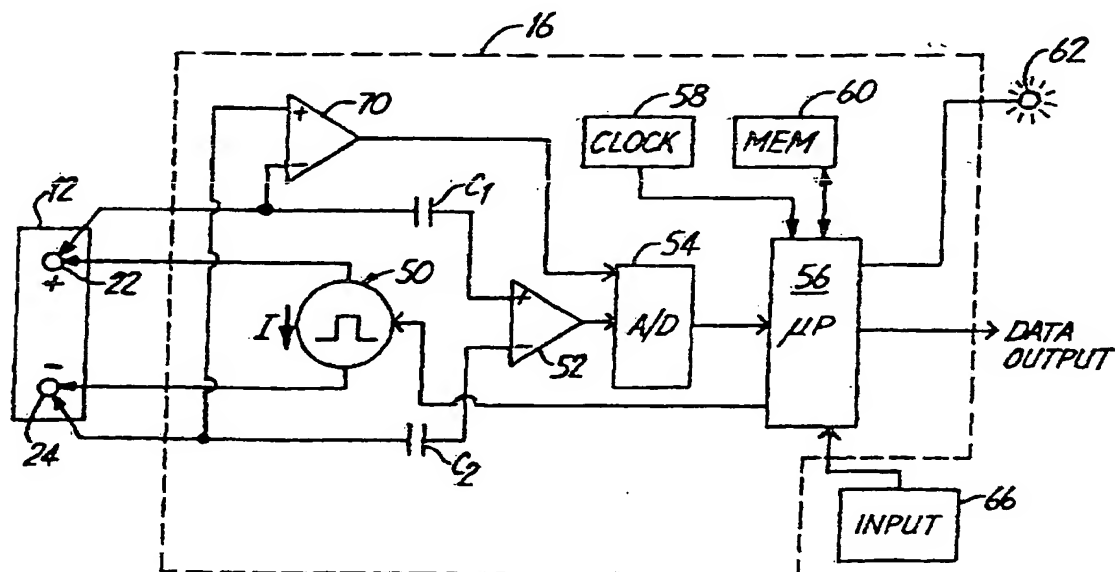 16
62
70
58
60
CLOCK
MEM
C1
12
+
-
54
22
+
50
56
I
+
-
A/D
μP
52
DATA
OUTPUT
-
24
C2
66
INPUT